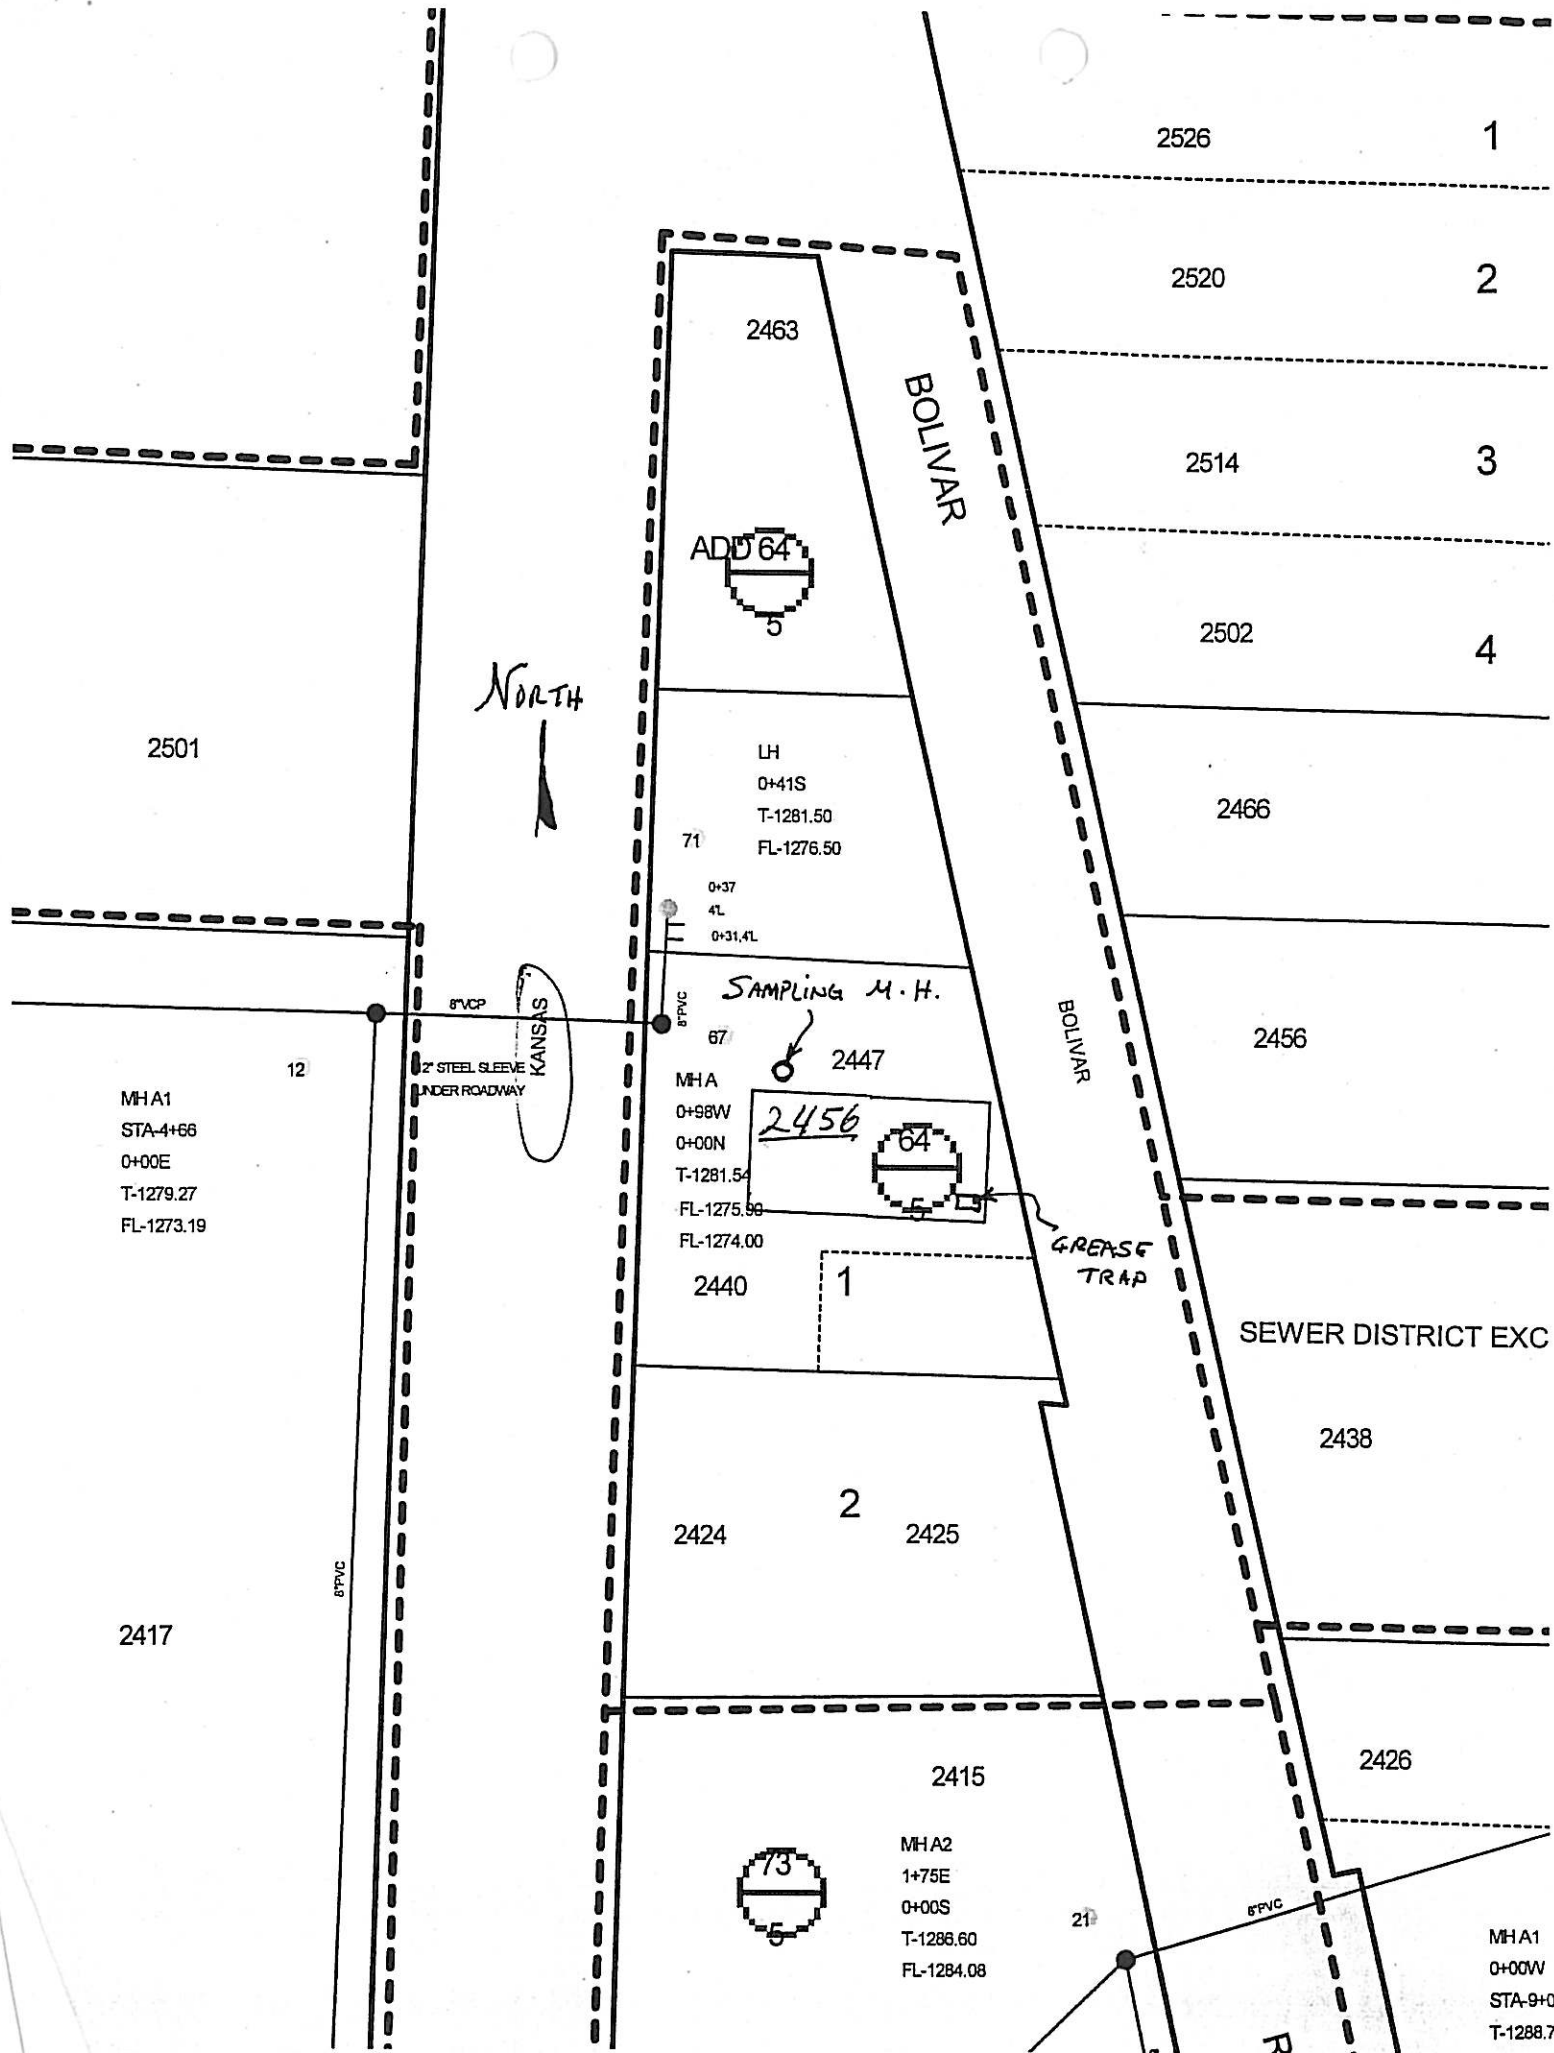 2526
1
2520
2
2463
BOLIVAR
2514
3
ADD 64
5
2502
4
NORTH
2501
LH
0+41S
T-1281.50
FL-1276.50
2466
71
0+37
4'L
0+31,4'L
SAMPLING M.H.
8"VCP
KANSAS
8"PVC
67
2447
BOLIVAR
2456
12
2" STEEL SLEEVE
UNDER ROADWAY
MH A1
STA-4+66
0+00E
T-1279.27
FL-1273.19
MH A
0+98W
0+00N
T-1281.54
FL-1275.90
FL-1274.00
2456
64
5
GREASE
TRAP
2440
1
SEWER DISTRICT EXC
2438
2
2424
2425
8"PVC
2417
2415
2426
73
5
MH A2
1+75E
0+00S
T-1286.60
FL-1284.08
21
8"PVC
MH A1
0+00W
STA-9+0
T-1288.7